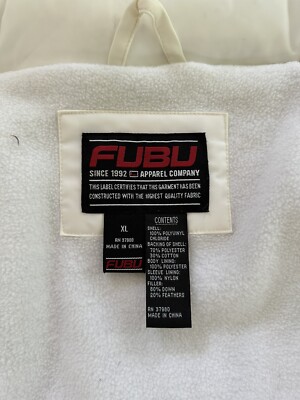 FUBU
SINCE 1992 APPAREL COMPANY
THIS LABEL CERTIFIES THAT THIS GARMENT HAS BEEN
CONSTRUCTED WITH THE HIGHEST QUALITY FABRIC
XL
RN 97980
MADE IN CHINA
FUBU
CONTENTS
SHELL:
100% POLYVINYL
CHLORIDE
BACKING OF SHELL:
70% POLYESTER
30% COTTON
BODY LINING:
100% POLYESTER
SLEEVE LINING:
100% NYLON
FILLER:
80% DOWN
20% FEATHERS
RN 97980
MADE IN CHINA